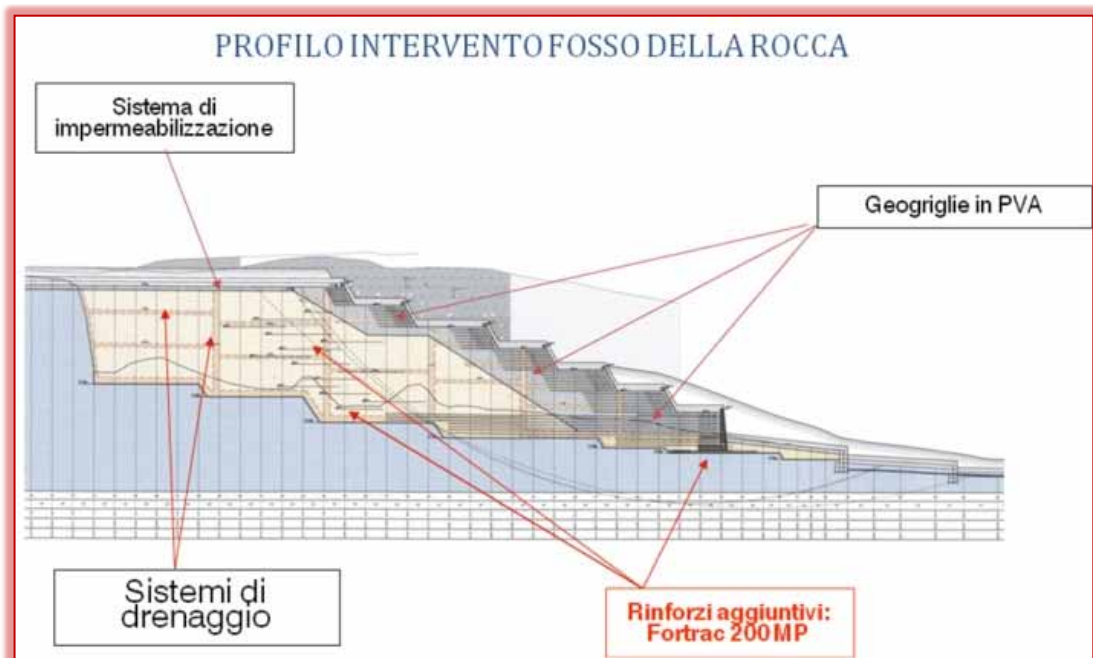 PROFILO INTERVENTO FOSSO DELLA ROCCA
Sistema di
impermeabilizzazione
Geogriglie in PVA
Sistemi di
drenaggio
Rinforzi aggiuntivi:
Fortrac 200 MP